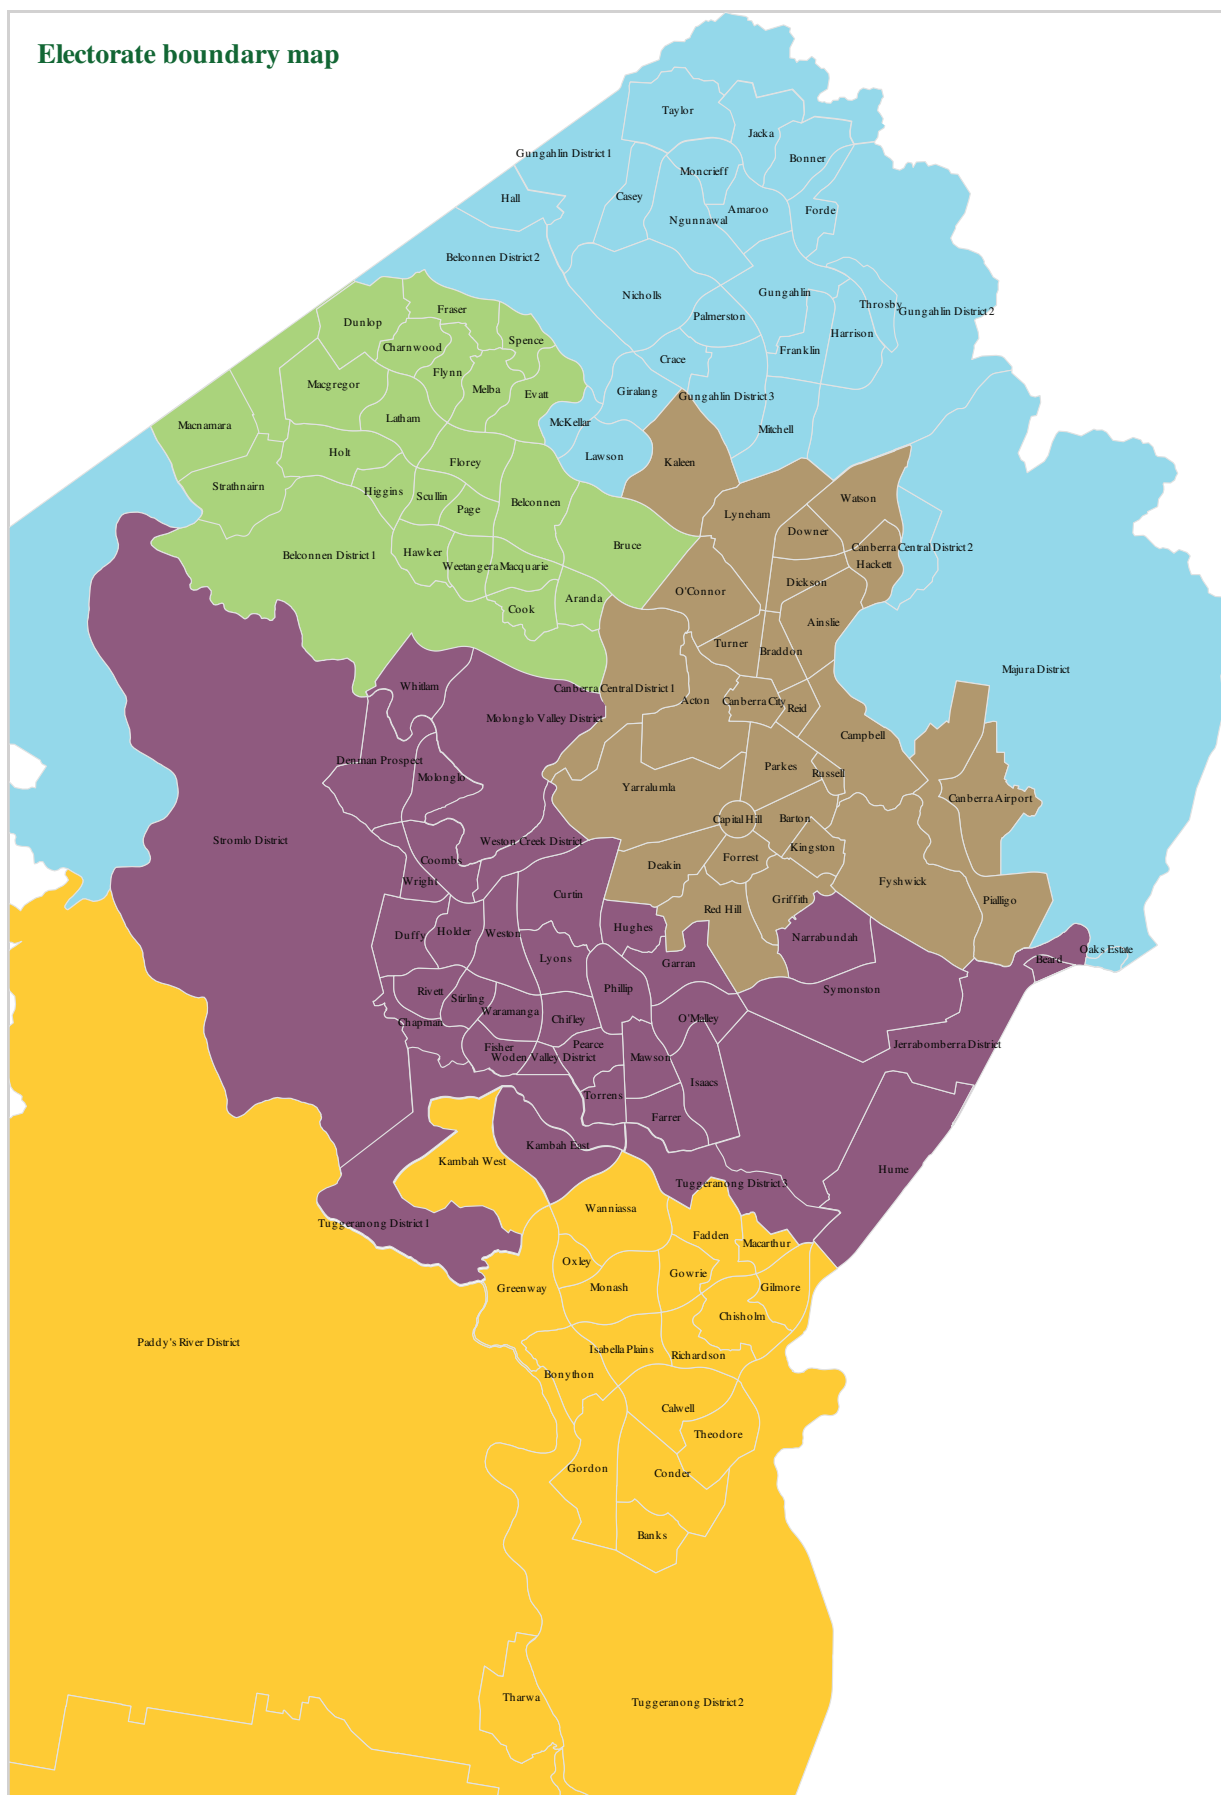 Electorate boundary map
Taylor
Jacka
Gungahlin District 1
Bonner
Moncrieff
Hall
Casey
Amaroo
Forde
Ngunnawal
Belconnen District 2
Nicholls
Gungahlin
Throsby
Fraser
Gungahlin District 2
Palmerston
Dunlop
Harrison
Spence
Charnwood
Franklin
Crace
Flynn
Macgregor
Melba
Giralang
Evatt
Gungahlin District 3
Latham
McKellar
Macnamara
Mitchell
Holt
Lawson
Florey
Kaleen
Strathnairn
Higgins
Scullin
Watson
Belconnen
Page
Lyneham
Downer
Bruce
Canberra Central District 2
Belconnen District 1
Hawker
Hackett
Weetangera
Macquarie
Dickson
O'Connor
Aranda
Cook
Ainslie
Turner
Braddon
Majura District
Whitlam
Canberra Central District 1
Acton
Canberra City
Reid
Molonglo Valley District
Campbell
Denman Prospect
Parkes
Russell
Molonglo
Yarralumla
Canberra Airport
Capital Hill
Barton
Stromlo District
Weston Creek District
Kingston
Coombs
Forrest
Deakin
Wright
Fyshwick
Curtin
Griffith
Pialligo
Red Hill
Hughes
Holder
Weston
Duffy
Narrabundah
Oaks Estate
Lyons
Beard
Garran
Phillip
Symonston
Rivett
Stirling
Waramanga
Chifley
O'Malley
Chapman
Pearce
Jerrabomberra District
Fisher
Woden Valley District
Mawson
Isaacs
Torrens
Farrer
Kambah East
Kambah West
Hume
Tuggeranong District 3
Wanniassa
Tuggeranong District 1
Fadden
Macarthur
Oxley
Gowrie
Greenway
Monash
Gilmore
Chisholm
Paddy's River District
Isabella Plains
Richardson
Bonython
Calwell
Theodore
Gordon
Conder
Banks
Tharwa
Tuggeranong District 2